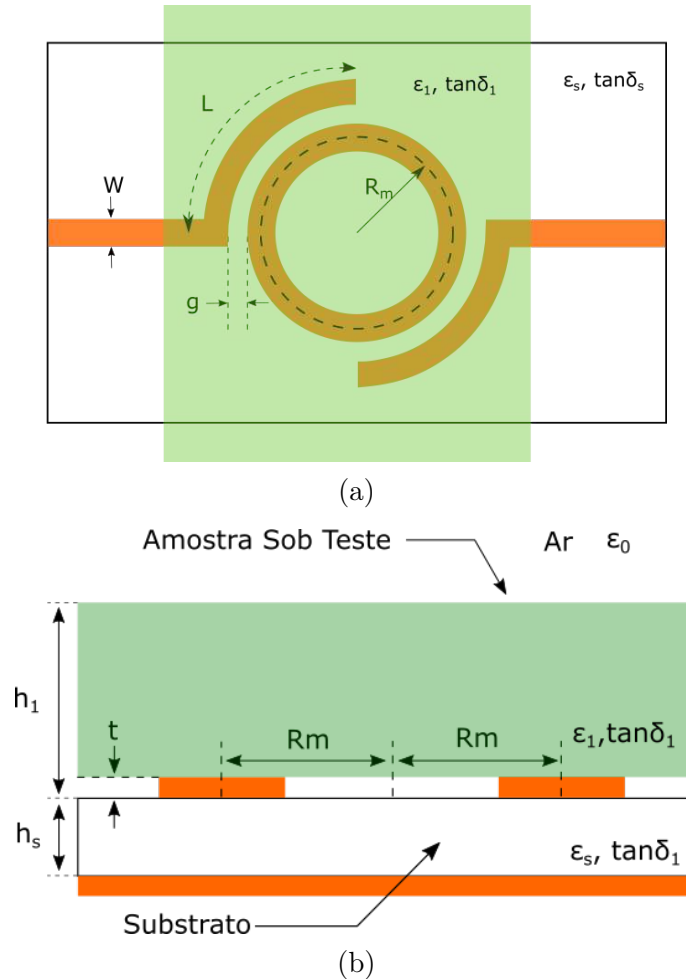 L
ε₁, tanδ₁
εₛ, tanδₛ
W
Rₘ
g
(a)
Amostra Sob Teste
Ar ε₀
h₁
t
Rm
Rm
ε₁,tanδ₁
hₛ
εₛ, tanδ₁
Substrato
(b)